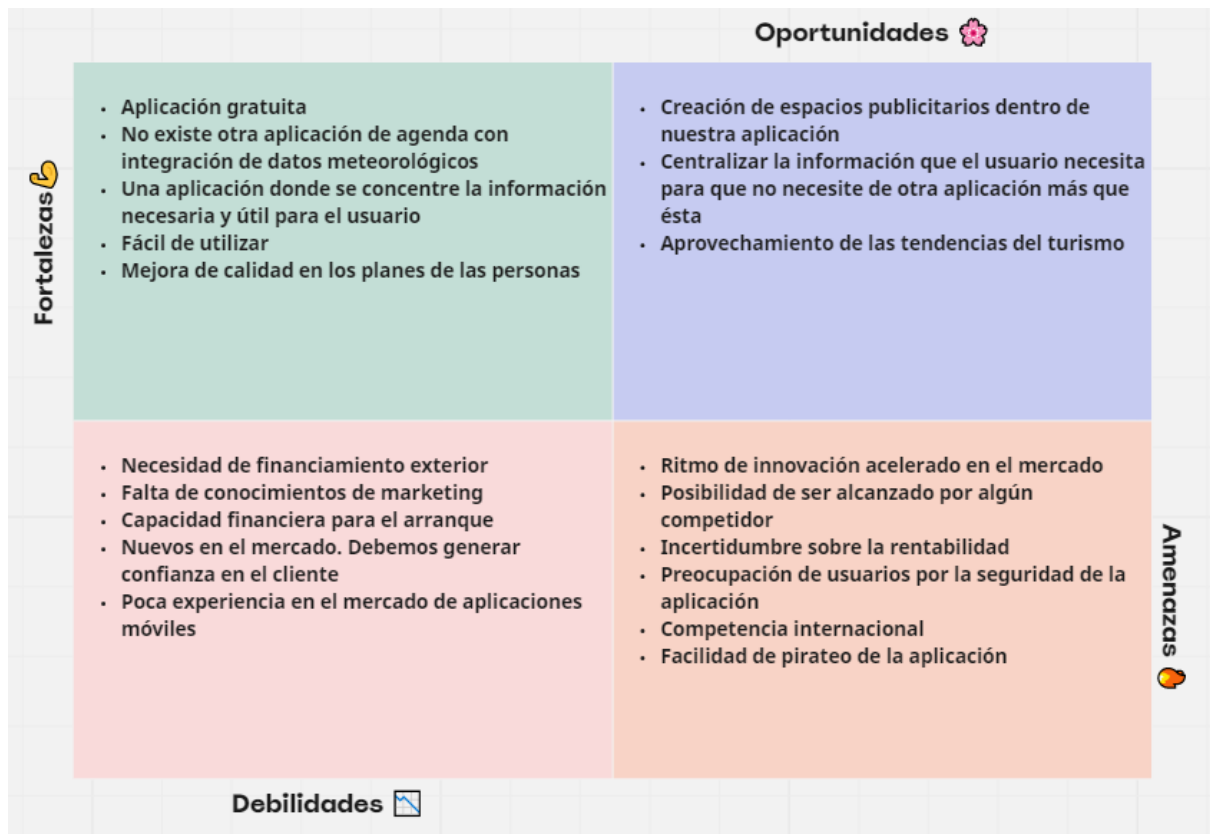 Oportunidades 🌸
Fortalezas 💪
• Aplicación gratuita
• No existe otra aplicación de agenda con
integración de datos meteorológicos
• Una aplicación donde se concentre la información
necesaria y útil para el usuario
• Fácil de utilizar
• Mejora de calidad en los planes de las personas
• Creación de espacios publicitarios dentro de
nuestra aplicación
• Centralizar la información que el usuario necesita
para que no necesite de otra aplicación más que
ésta
• Aprovechamiento de las tendencias del turismo
• Necesidad de financiamiento exterior
• Falta de conocimientos de marketing
• Capacidad financiera para el arranque
• Nuevos en el mercado. Debemos generar
confianza en el cliente
• Poca experiencia en el mercado de aplicaciones
móviles
• Ritmo de innovación acelerado en el mercado
• Posibilidad de ser alcanzado por algún
competidor
• Incertidumbre sobre la rentabilidad
• Preocupación de usuarios por la seguridad de la
aplicación
• Competencia internacional
• Facilidad de pirateo de la aplicación
Amenazas
Debilidades 📉